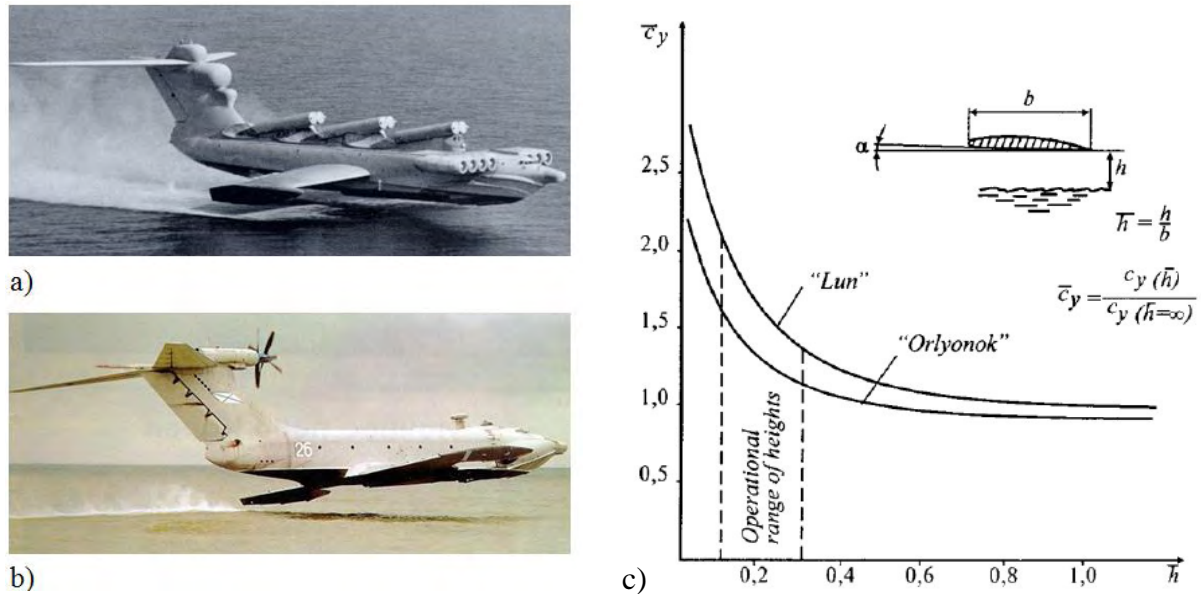 a)
26
b)
c̅y
2,5
2,0
1,5
1,0
0,5
b
α
h
h̅ = h/b
c̅y = cy (h̅) / cy (h̅=∞)
“Lun”
“Orlyonok”
Operational
range of heights
0,2
0,4
0,6
0,8
1,0
h̅
c)